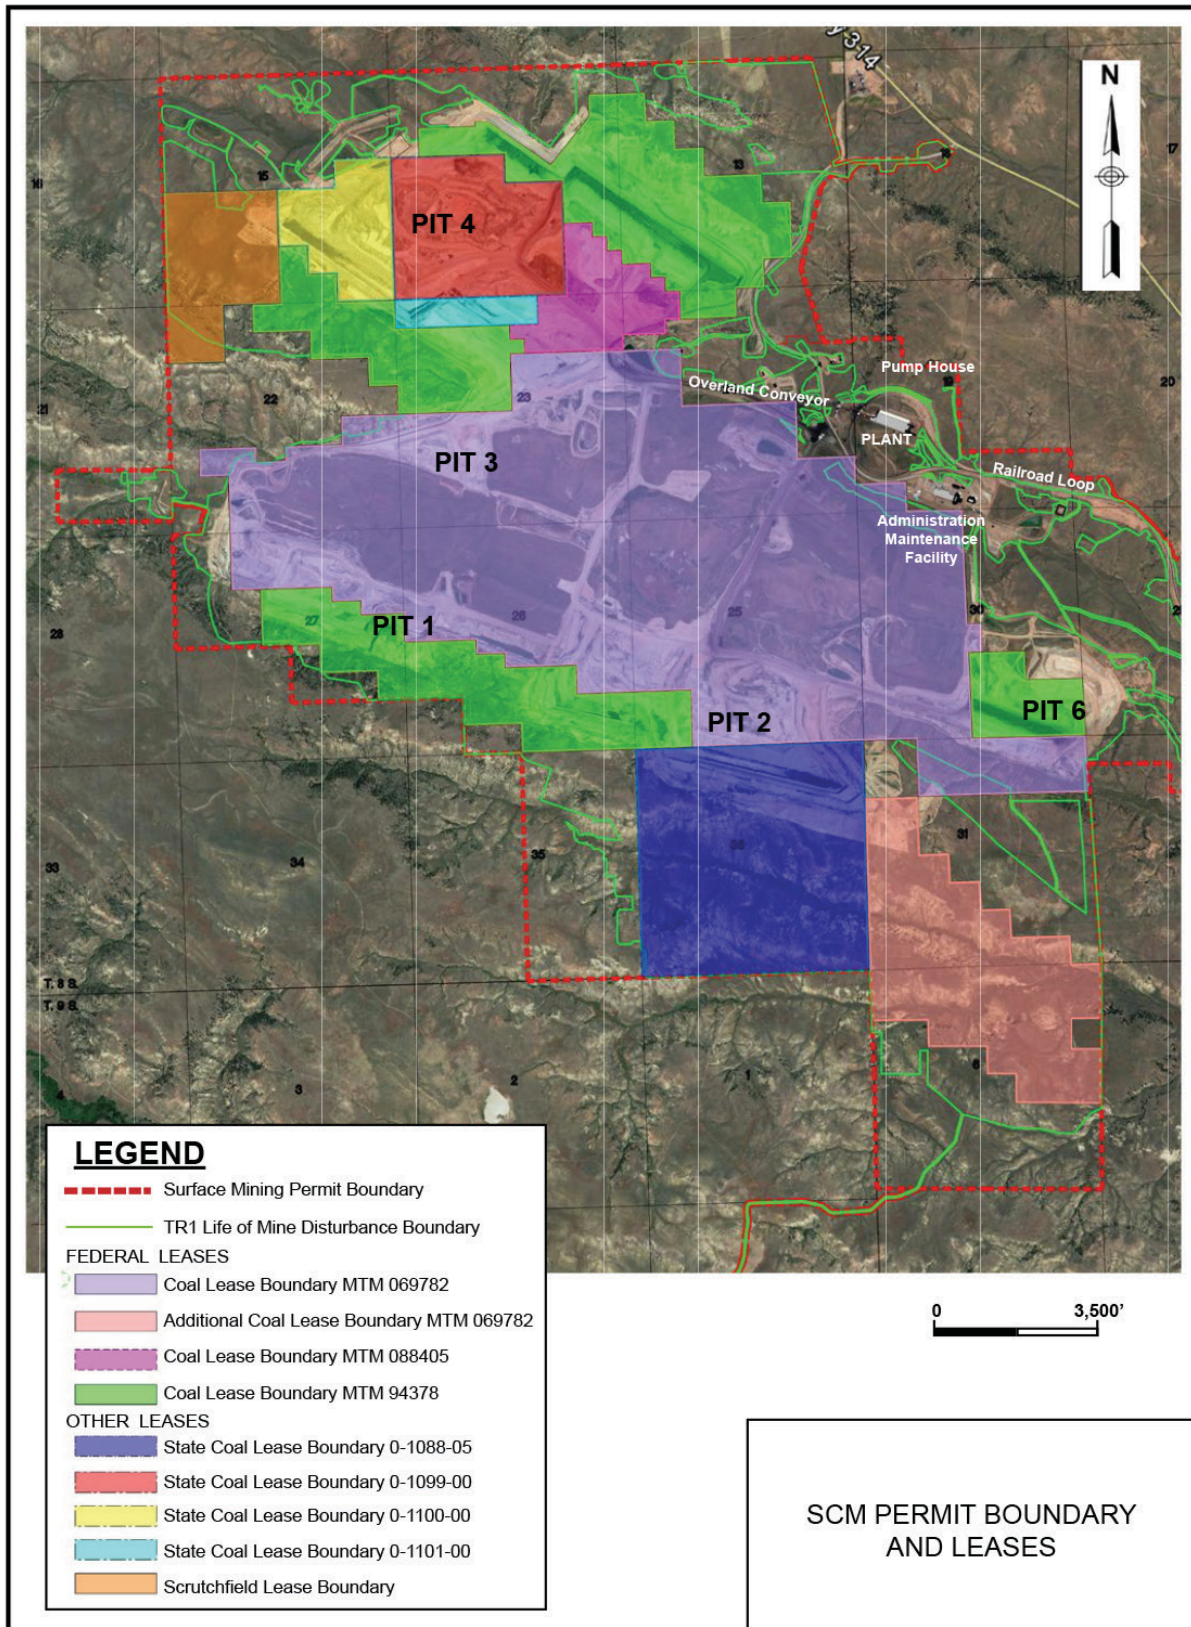 y 314
N
17
18
13
16
15
PIT 4
Pump House
19
20
Overland Conveyor
PLANT
21
22
23
PIT 3
Railroad Loop
Administration
Maintenance
Facility
28
27
PIT 1
26
25
30
PIT 2
PIT 6
33
34
35
31
T. 8 S.
T. 9 S.
4
3
2
1
6
LEGEND
Surface Mining Permit Boundary
TR1 Life of Mine Disturbance Boundary
FEDERAL LEASES
Coal Lease Boundary MTM 069782
Additional Coal Lease Boundary MTM 069782
Coal Lease Boundary MTM 088405
Coal Lease Boundary MTM 94378
OTHER LEASES
State Coal Lease Boundary 0-1088-05
State Coal Lease Boundary 0-1099-00
State Coal Lease Boundary 0-1100-00
State Coal Lease Boundary 0-1101-00
Scrutchfield Lease Boundary
0 3,500'
SCM PERMIT BOUNDARY
AND LEASES